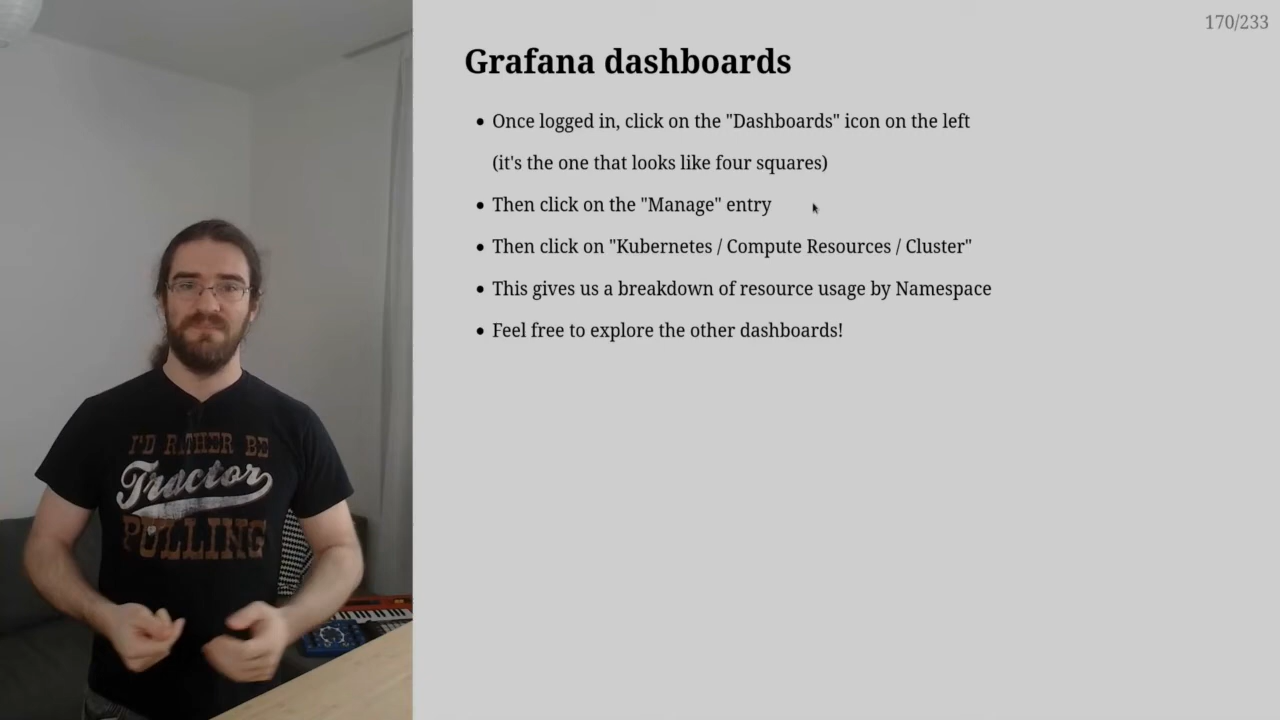 170/233
Grafana dashboards
• Once logged in, click on the "Dashboards" icon on the left
(it's the one that looks like four squares)
• Then click on the "Manage" entry
• Then click on "Kubernetes / Compute Resources / Cluster"
• This gives us a breakdown of resource usage by Namespace
• Feel free to explore the other dashboards!
I'D RATHER BE
Tractor
PULLING